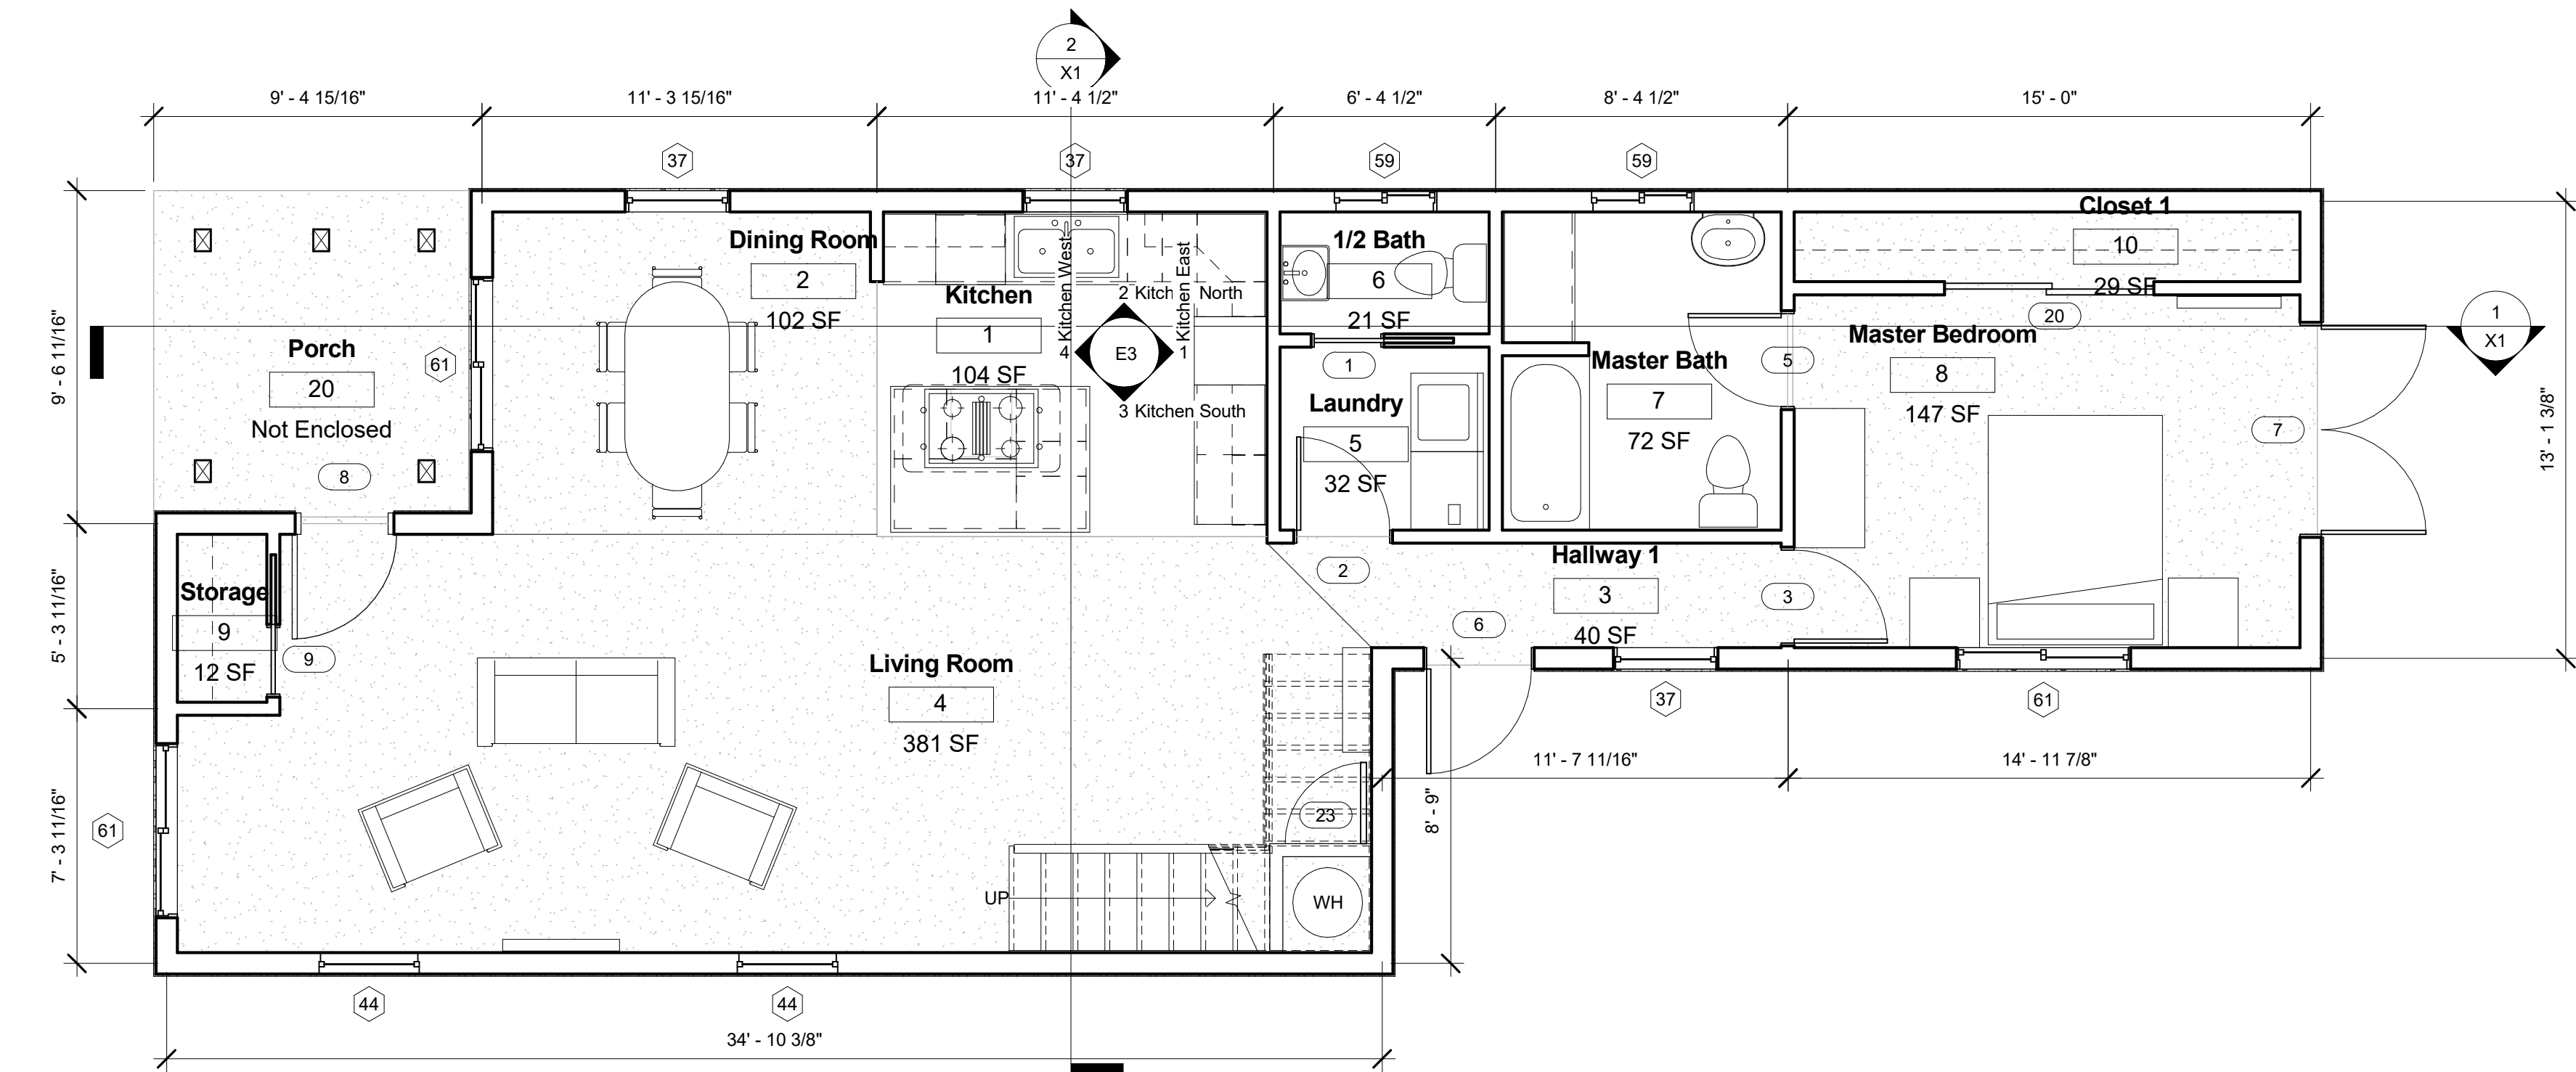 2
X1
9' - 4 15/16"
11' - 3 15/16"
11' - 4 1/2"
6' - 4 1/2"
8' - 4 1/2"
15' - 0"
37
37
59
59
Closet 1
10
29 SF
20
Dining Room
2
102 SF
Kitchen
1
104 SF
Kitchen West
Kitchen East
2 Kitch North
4
E3
1
3 Kitchen South
1/2 Bath
6
21 SF
1
Laundry
5
32 SF
Master Bath
7
72 SF
5
Master Bedroom
8
147 SF
7
1
X1
13' - 1 3/8"
9' - 6 11/16"
Porch
20
Not Enclosed
61
8
5' - 3 11/16"
Storage
9
12 SF
9
2
Hallway 1
3
40 SF
3
6
Living Room
4
381 SF
37
61
11' - 7 11/16"
14' - 11 7/8"
8' - 9"
23
7' - 3 11/16"
61
UP
WH
44
44
34' - 10 3/8"